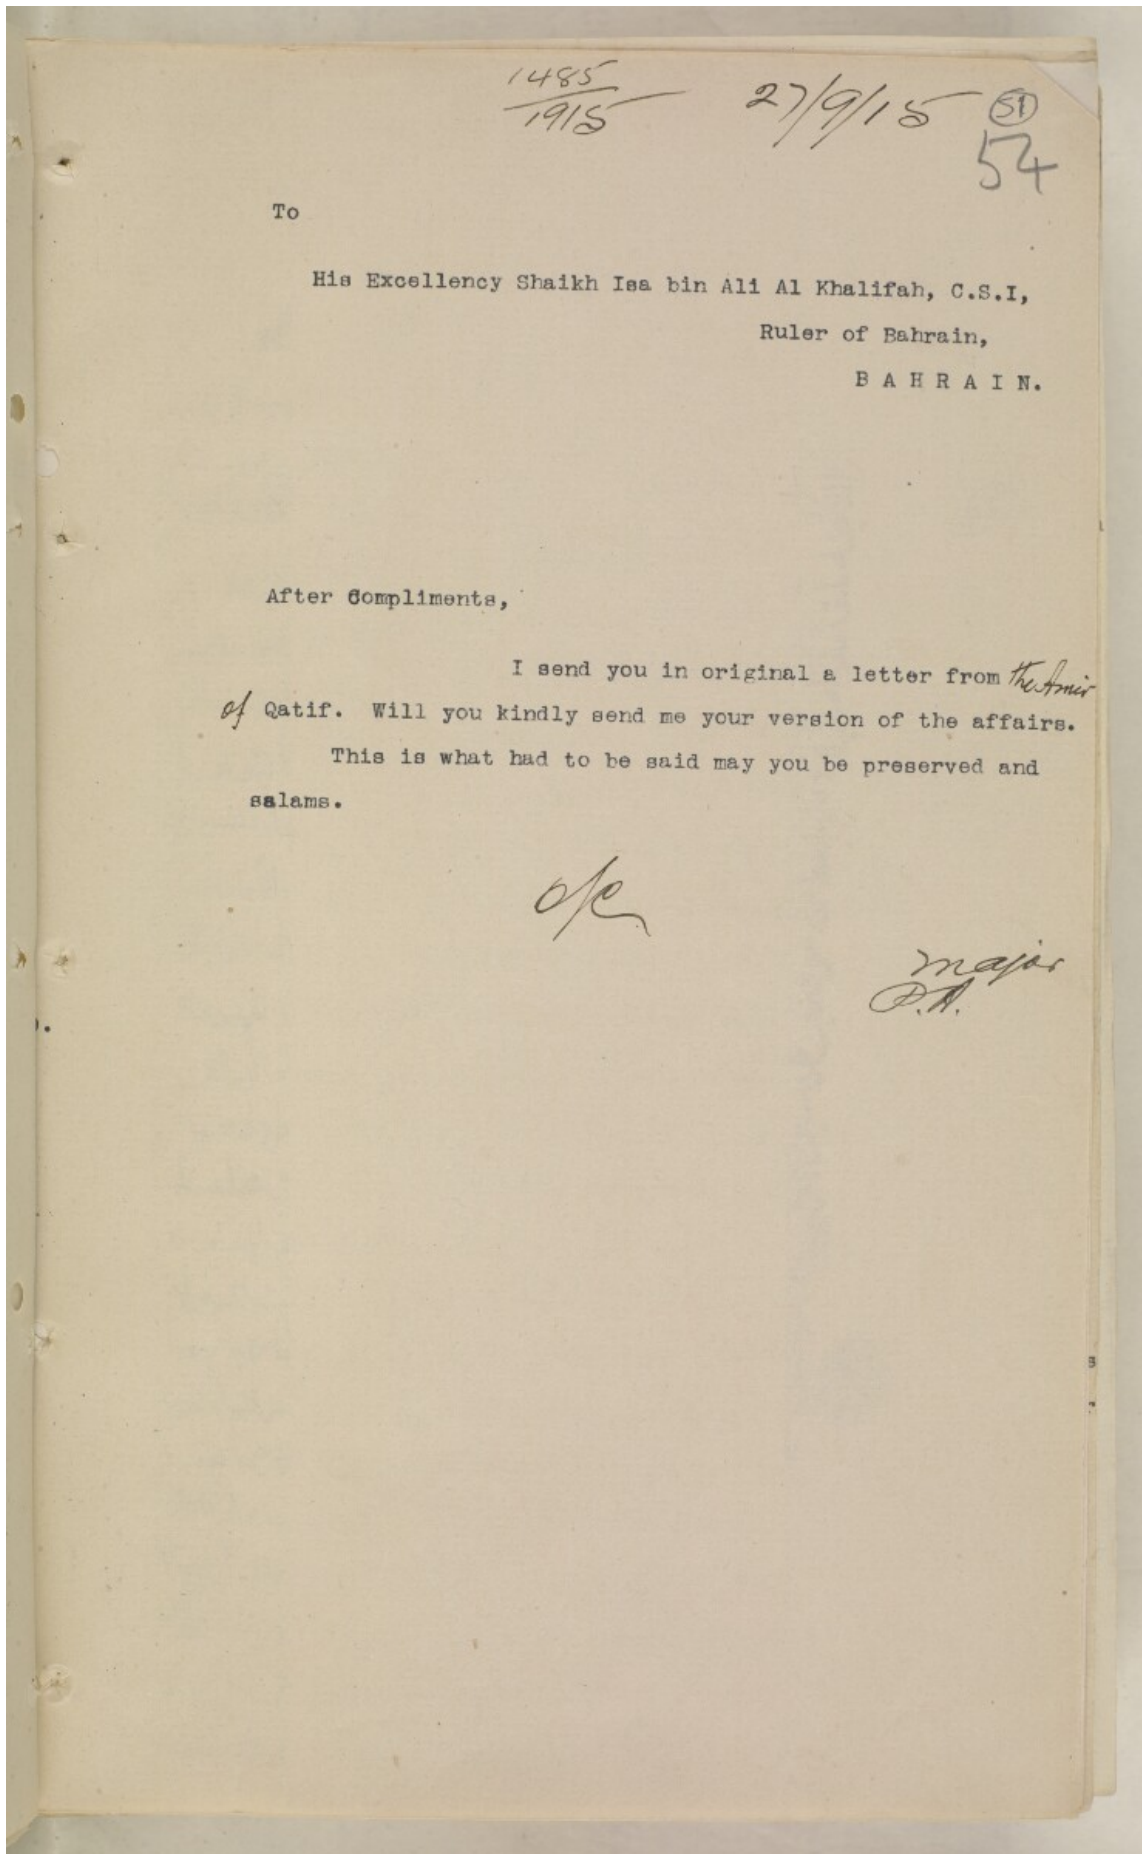 1485
1915
27/9/15
51
54
To
His Excellency Shaikh Isa bin Ali Al Khalifah, C.S.I,
Ruler of Bahrain,
B A H R A I N.
After Compliments,
I send you in original a letter from the Amir
of Qatif. Will you kindly send me your version of the affairs.
This is what had to be said may you be preserved and
salams.
Major
P.A.